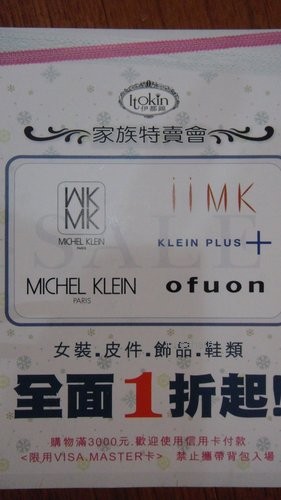 Itokin
伊都錦
家族特賣會
MK
MK
MICHEL KLEIN
PARIS
iiMK
KLEIN PLUS+
SALE
MICHEL KLEIN
PARIS
ofuon
女裝.皮件.飾品.鞋類
全面1折起!
購物滿3000元.歡迎使用信用卡付款
<限用VISA.MASTER卡> 禁止攜帶背包入場